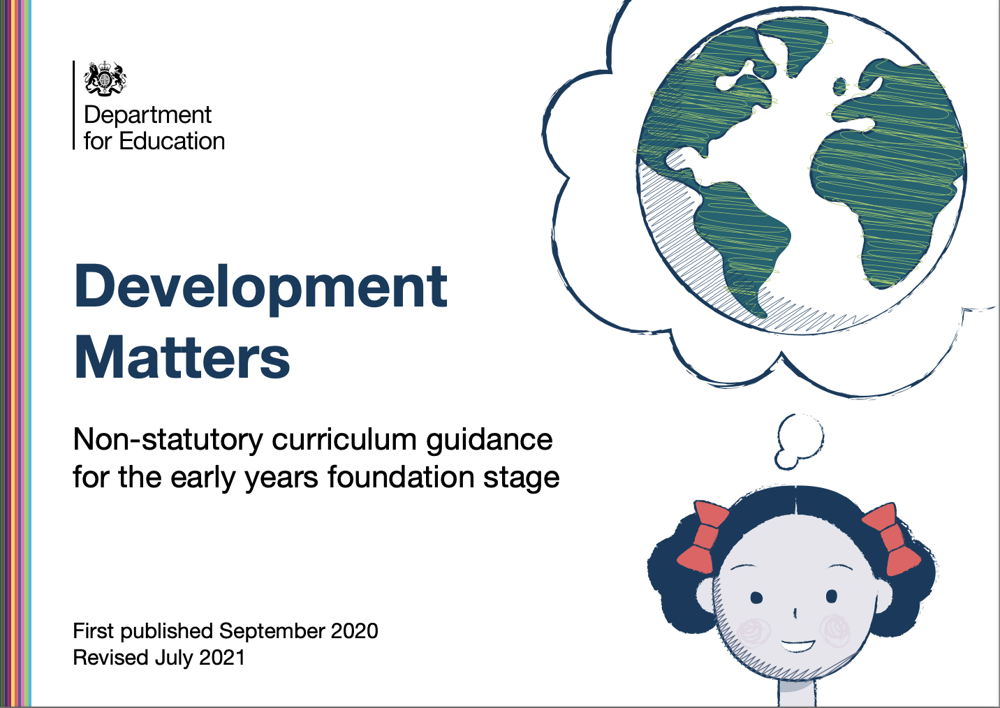 Department
for Education
Development
Matters
Non-statutory curriculum guidance
for the early years foundation stage
First published September 2020
Revised July 2021